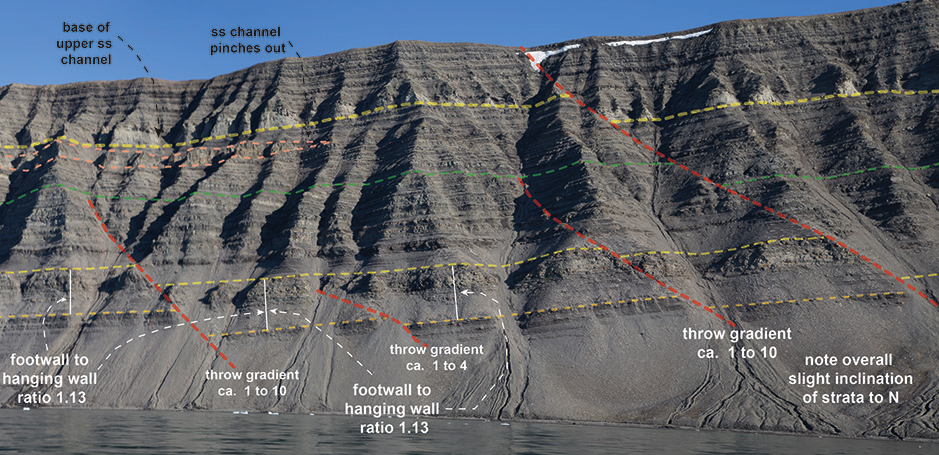 base of
upper ss
channel
ss channel
pinches out
footwall to
hanging wall
ratio 1.13
throw gradient
ca. 1 to 10
throw gradient
ca. 1 to 4
footwall to
hanging wall
ratio 1.13
throw gradient
ca. 1 to 10
note overall
slight inclination
of strata to N